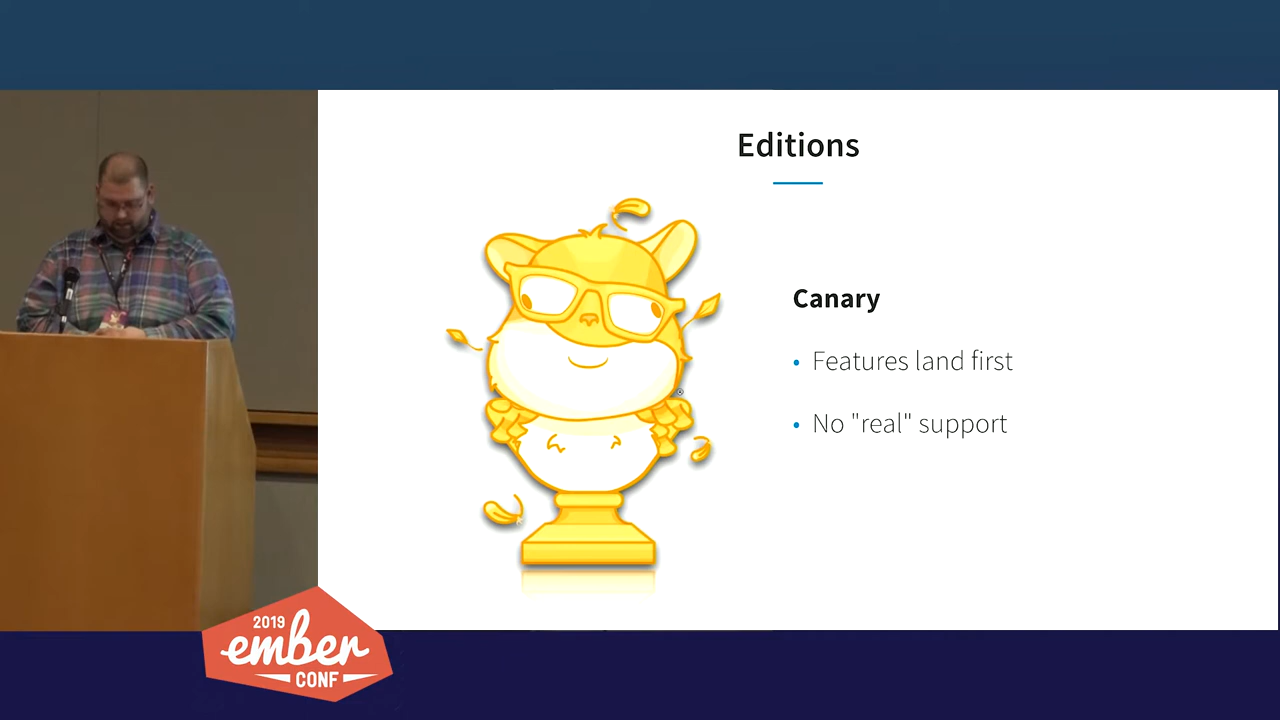 Editions
Canary
• Features land first
• No "real" support
2019
ember
CONF